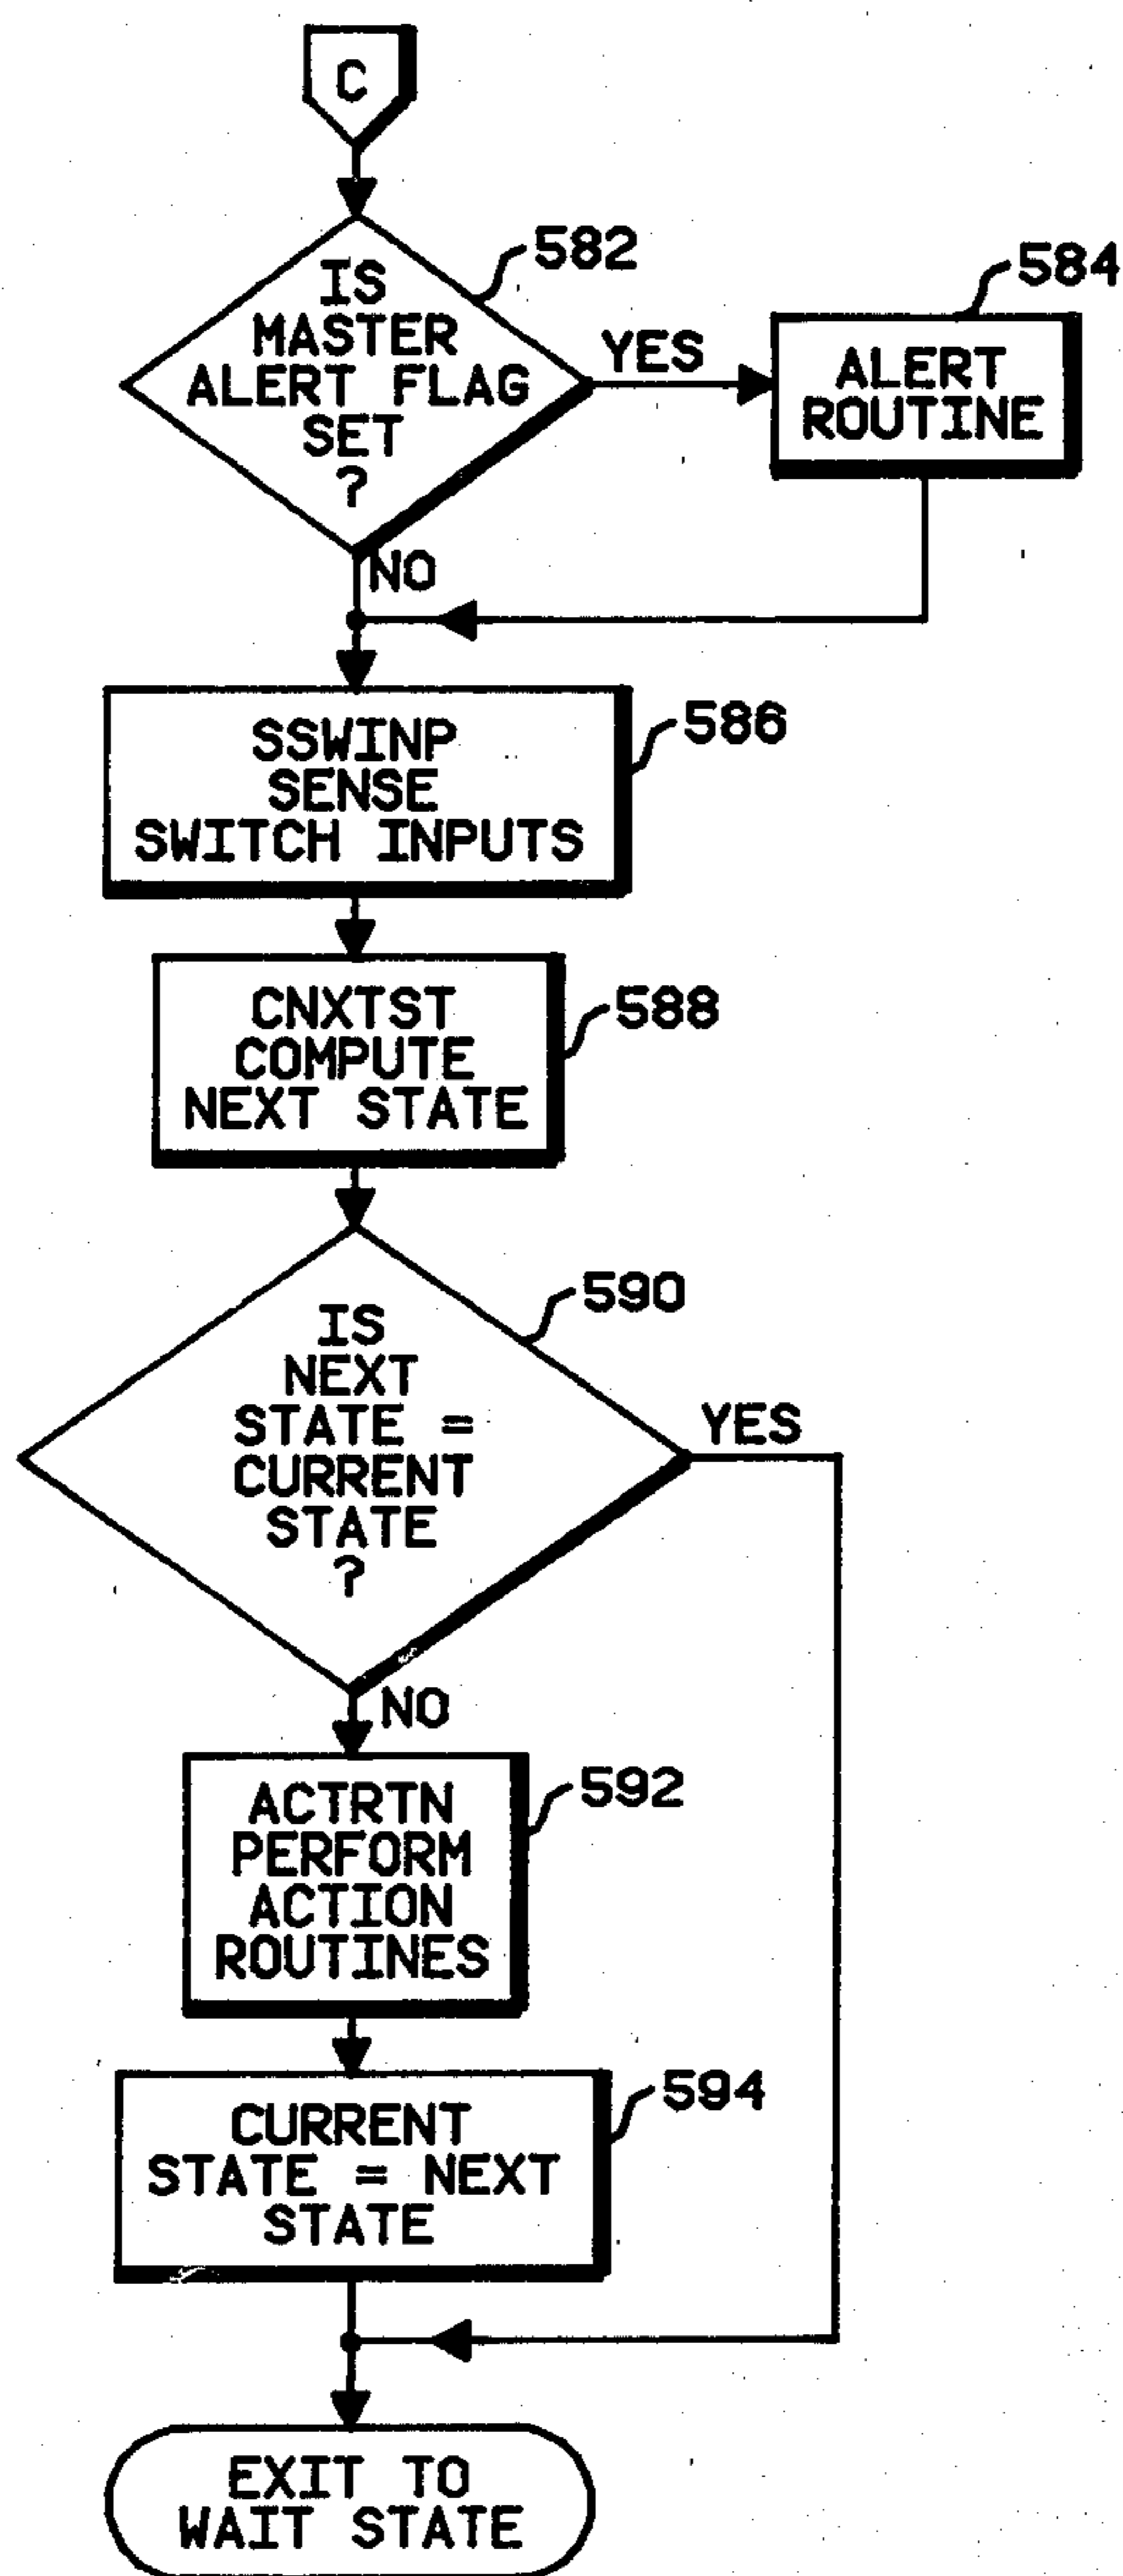 C
582
IS
MASTER
ALERT FLAG
SET
?
YES
584
ALERT
ROUTINE
NO
SSWINP
SENSE
SWITCH INPUTS
586
CNXTST
COMPUTE
NEXT STATE
588
590
IS
NEXT
STATE =
CURRENT
STATE
?
YES
NO
ACTRTN
PERFORM
ACTION
ROUTINES
592
CURRENT
STATE = NEXT
STATE
594
EXIT TO
WAIT STATE